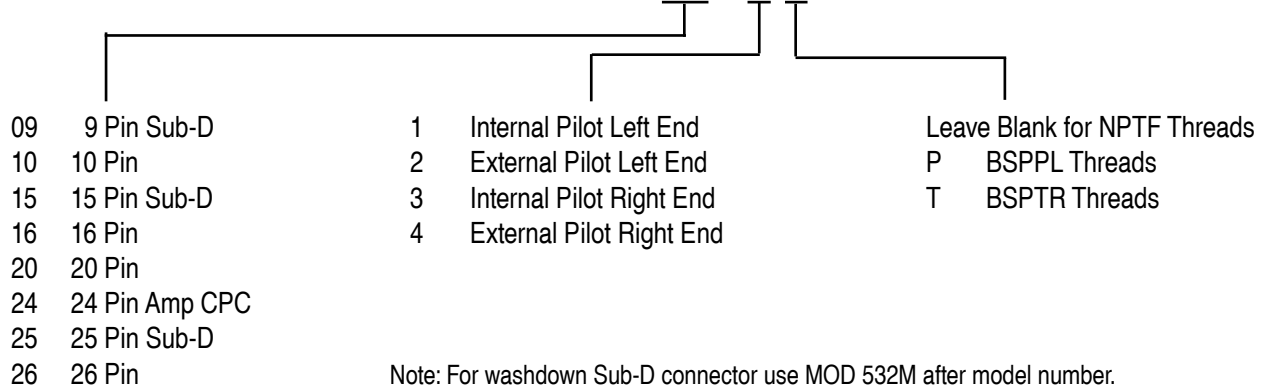 09 9 Pin Sub-D 1 Internal Pilot Left End Leave Blank for NPTF Threads
10 10 Pin 2 External Pilot Left End P BSPPL Threads
15 15 Pin Sub-D 3 Internal Pilot Right End T BSPTR Threads
16 16 Pin 4 External Pilot Right End
20 20 Pin
24 24 Pin Amp CPC
25 25 Pin Sub-D
26 26 Pin Note: For washdown Sub-D connector use MOD 532M after model number.